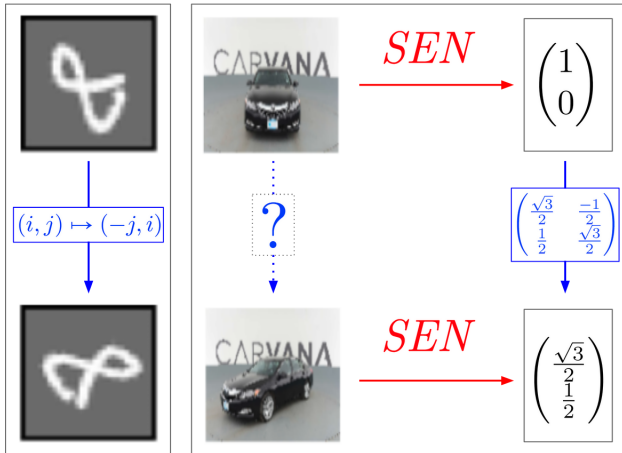 CARVANA
SEN
(1
0)
(i, j) ↦ (−j, i)
?
(√3/2 −1/2
1/2 √3/2)
CARVANA
SEN
(√3/2
1/2)